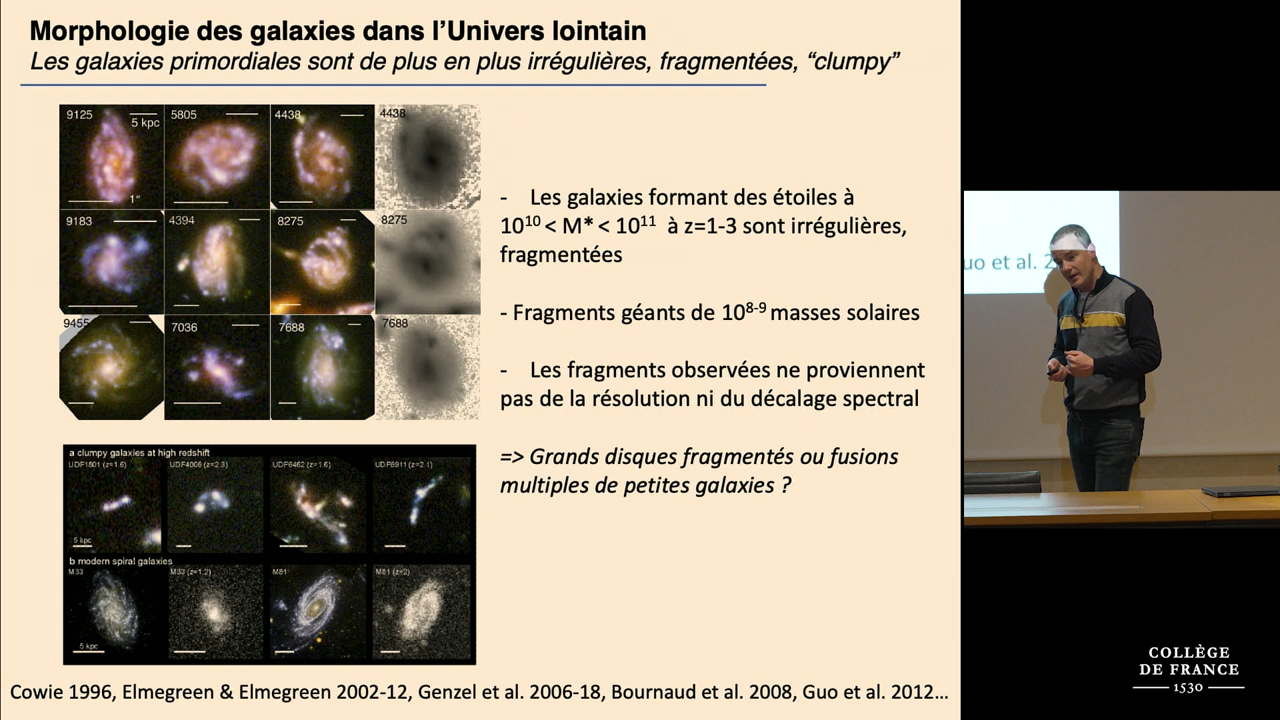 Morphologie des galaxies dans l’Univers lointain
Les galaxies primordiales sont de plus en plus irrégulières, fragmentées, “clumpy”
9125
5 kpc
1"
5805
4438
4438
9183
4394
8275
8275
9455
7036
7688
7688
- Les galaxies formant des étoiles à
10¹⁰ < M* < 10¹¹ à z=1-3 sont irrégulières,
fragmentées
- Fragments géants de 10⁸⁻⁹ masses solaires
- Les fragments observées ne proviennent
pas de la résolution ni du décalage spectral
=> Grands disques fragmentés ou fusions
multiples de petites galaxies ?
a clumpy galaxies at high redshift
UDF1801 (z=1.6)
UDF4006 (z=2.3)
UDF6462 (z=1.6)
UDF6911 (z=2.1)
5 kpc
b modern spiral galaxies
M33
M33 (z=1.2)
M81
M81 (z=2)
5 kpc
Cowie 1996, Elmegreen & Elmegreen 2002-12, Genzel et al. 2006-18, Bournaud et al. 2008, Guo et al. 2012…
uo et al. 2
COLLÈGE
DE FRANCE
1530